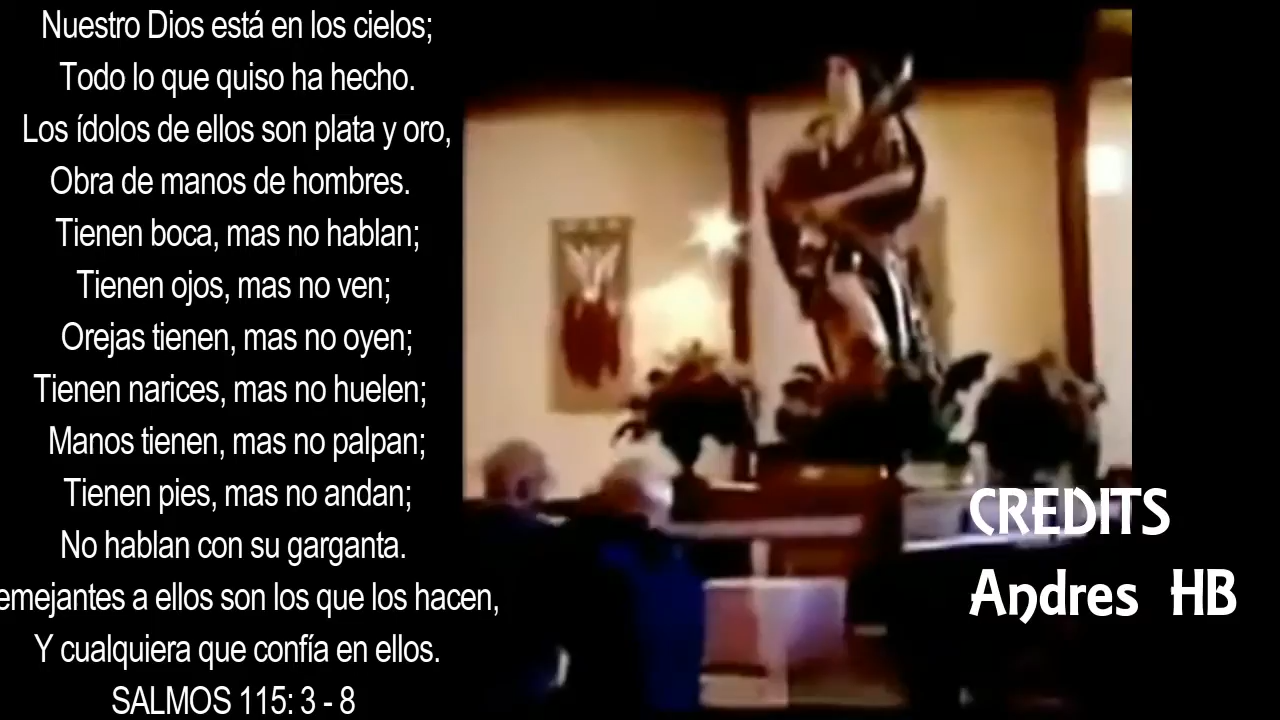 Nuestro Dios está en los cielos;
Todo lo que quiso ha hecho.
Los ídolos de ellos son plata y oro,
Obra de manos de hombres.
Tienen boca, mas no hablan;
Tienen ojos, mas no ven;
Orejas tienen, mas no oyen;
Tienen narices, mas no huelen;
Manos tienen, mas no palpan;
Tienen pies, mas no andan;
No hablan con su garganta.
emejantes a ellos son los que los hacen,
Y cualquiera que confía en ellos.
SALMOS 115: 3 - 8
CREDITS
Andres HB